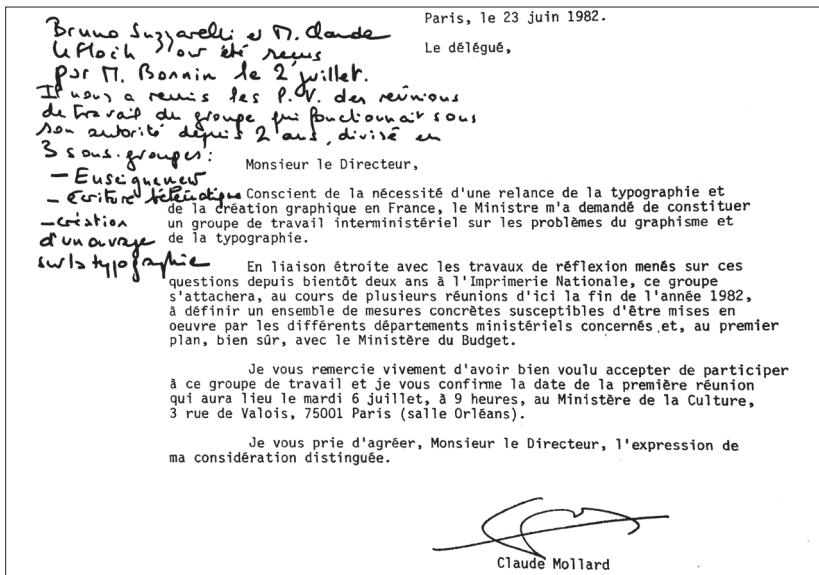 Paris, le 23 juin 1982.
Le délégué,
Bruno Suzzarelli et M. Claude
ont été reçus
par M. Bonnin le 2 juillet.
Il nous a remis les P.V. des réunions
de travail du groupe qui fonctionnait sous
son autorité depuis 2 ans, divisé en
3 sous-groupes:
— Enseignement
— écriture télématique
— création
d'un ouvrage
sur la typographie
Monsieur le Directeur,
Conscient de la nécessité d'une relance de la typographie et
de la création graphique en France, le Ministre m'a demandé de constituer
un groupe de travail interministériel sur les problèmes du graphisme et
de la typographie.
En liaison étroite avec les travaux de réflexion menés sur ces
questions depuis bientôt deux ans à l'Imprimerie Nationale, ce groupe
s'attachera, au cours de plusieurs réunions d'ici la fin de l'année 1982,
à définir un ensemble de mesures concrètes susceptibles d'être mises en
oeuvre par les différents départements ministériels concernés,et, au premier
plan, bien sûr, avec le Ministère du Budget.
Je vous remercie vivement d'avoir bien voulu accepter de participer
à ce groupe de travail et je vous confirme la date de la première réunion
qui aura lieu le mardi 6 juillet, à 9 heures, au Ministère de la Culture,
3 rue de Valois, 75001 Paris (salle Orléans).
Je vous prie d'agréer, Monsieur le Directeur, l'expression de
ma considération distinguée.
Claude Mollard